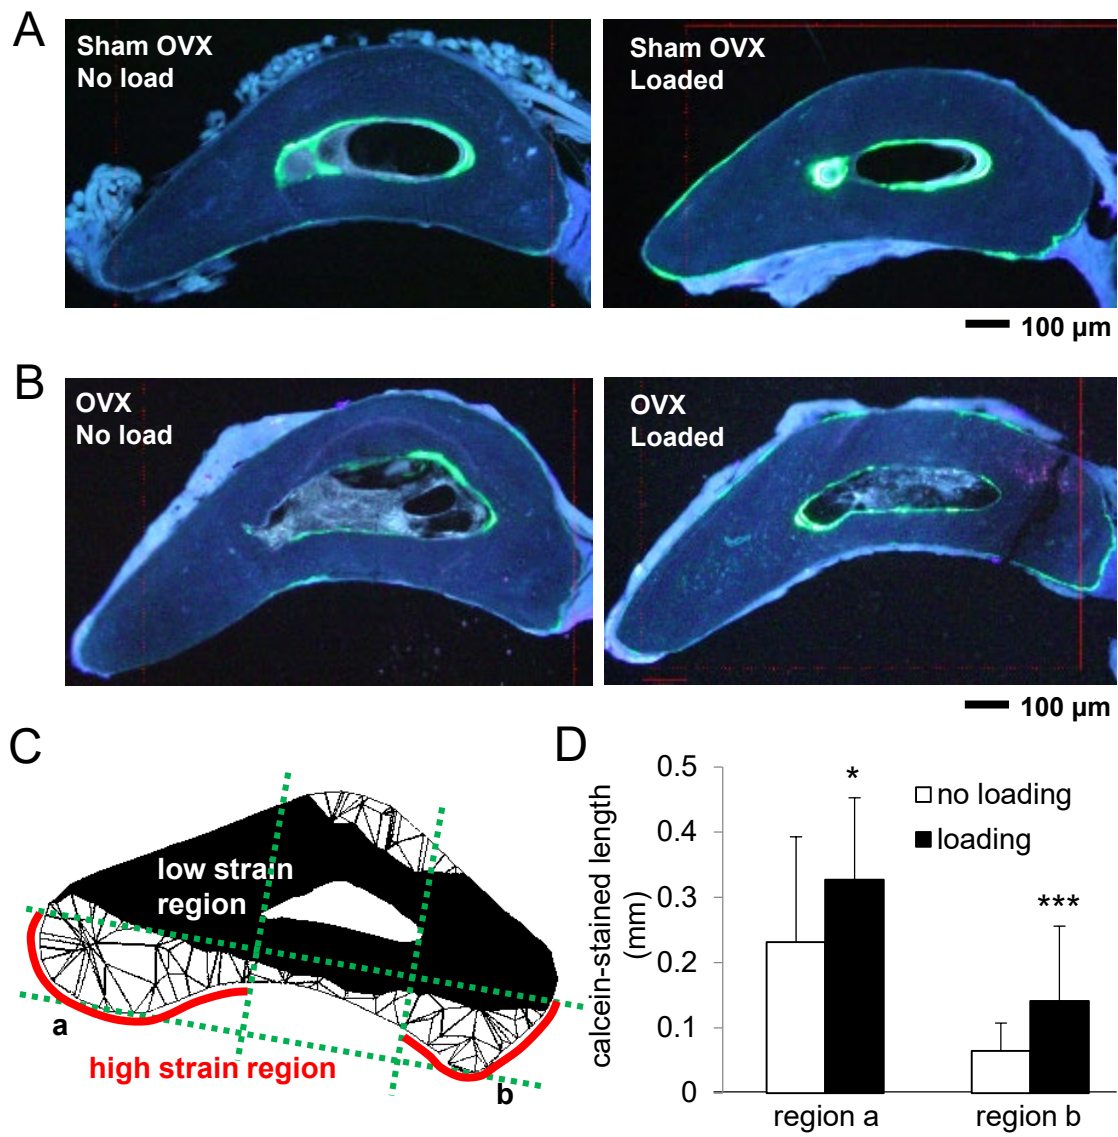 A
Sham OVX
No load
Sham OVX
Loaded
100 µm
B
OVX
No load
OVX
Loaded
100 µm
C
low strain
region
a
high strain region
b
D
calcein-stained length
(mm)
0.5
0.4
0.3
0.2
0.1
0
*
***
no loading
loading
region a
region b